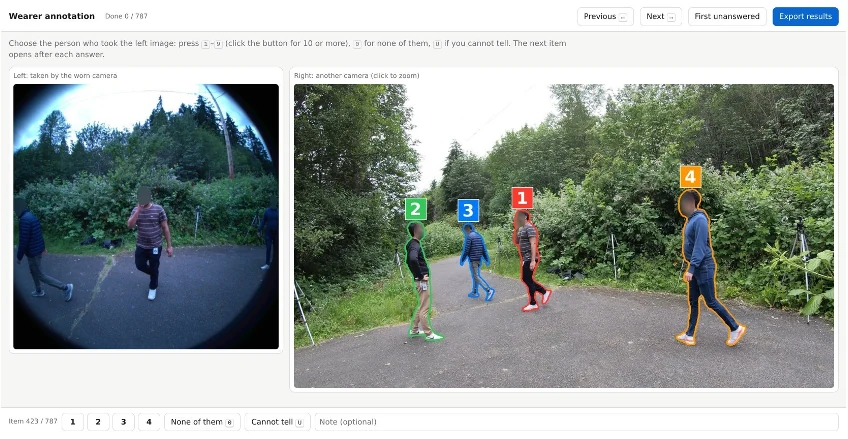 Wearer annotation
Done 0 / 787
Previous ←
Next →
First unanswered
Export results
Choose the person who took the left image: press 1-9 (click the button for 10 or more), 0 for none of them, U if you cannot tell. The next item
opens after each answer.
Left: taken by the worn camera
Right: another camera (click to zoom)
2
3
1
4
Item 423 / 787
1
2
3
4
None of them 0
Cannot tell U
Note (optional)